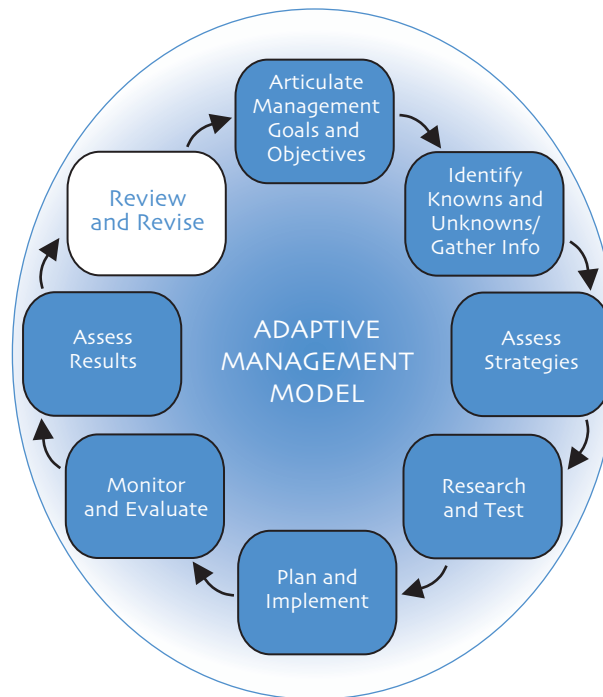 Articulate
Management
Goals and
Objectives
Identify
Knowns and
Unknowns/
Gather Info
Assess
Strategies
Research
and Test
Plan and
Implement
Monitor
and Evaluate
Assess
Results
Review
and Revise
ADAPTIVE
MANAGEMENT
MODEL